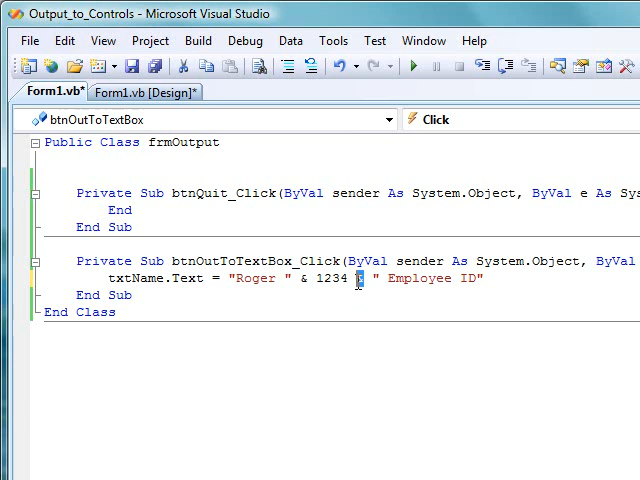 Output_to_Controls - Microsoft Visual Studio
File Edit View Project Build Debug Data Tools Test Window Help
Form1.vb* Form1.vb [Design]*
btnOutToTextBox Click
Public Class frmOutput
Private Sub btnQuit_Click(ByVal sender As System.Object, ByVal e As Sys
End
End Sub
Private Sub btnOutToTextBox_Click(ByVal sender As System.Object, ByVal
txtName.Text = "Roger " & 1234 " Employee ID"
End Sub
End Class